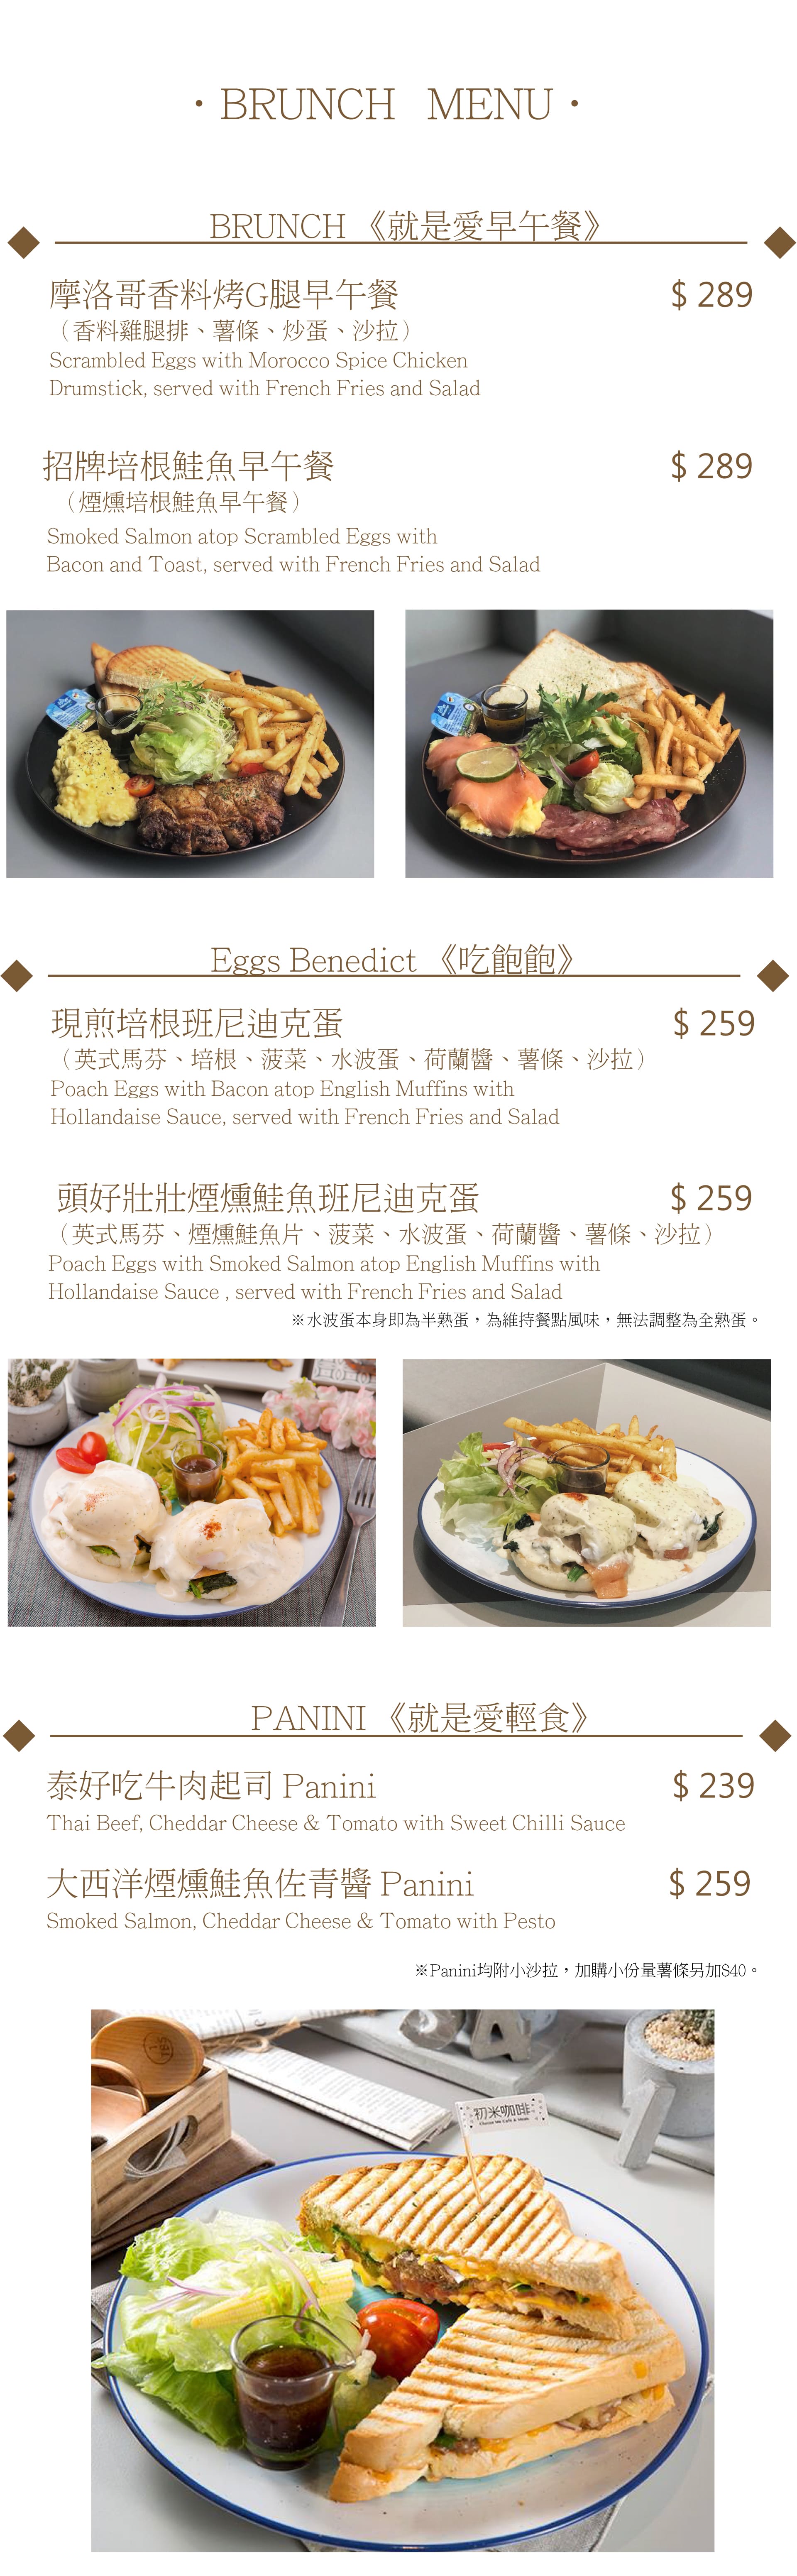 · BRUNCH MENU ·
BRUNCH 《就是愛早午餐》
摩洛哥香料烤G腿早午餐 $ 289
（香料雞腿排、薯條、炒蛋、沙拉）
Scrambled Eggs with Morocco Spice Chicken
Drumstick, served with French Fries and Salad
招牌培根鮭魚早午餐 $ 289
（煙燻培根鮭魚早午餐）
Smoked Salmon atop Scrambled Eggs with
Bacon and Toast, served with French Fries and Salad
Eggs Benedict 《吃飽飽》
現煎培根班尼迪克蛋 $ 259
（英式馬芬、培根、菠菜、水波蛋、荷蘭醬、薯條、沙拉）
Poach Eggs with Bacon atop English Muffins with
Hollandaise Sauce, served with French Fries and Salad
頭好壯壯煙燻鮭魚班尼迪克蛋 $ 259
（英式馬芬、煙燻鮭魚片、菠菜、水波蛋、荷蘭醬、薯條、沙拉）
Poach Eggs with Smoked Salmon atop English Muffins with
Hollandaise Sauce , served with French Fries and Salad
※水波蛋本身即為半熟蛋，為維持餐點風味，無法調整為全熟蛋。
PANINI 《就是愛輕食》
泰好吃牛肉起司 Panini $ 239
Thai Beef, Cheddar Cheese & Tomato with Sweet Chilli Sauce
大西洋煙燻鮭魚佐青醬 Panini $ 259
Smoked Salmon, Cheddar Cheese & Tomato with Pesto
※Panini均附小沙拉，加購小份量薯條另加$40。
初米咖啡